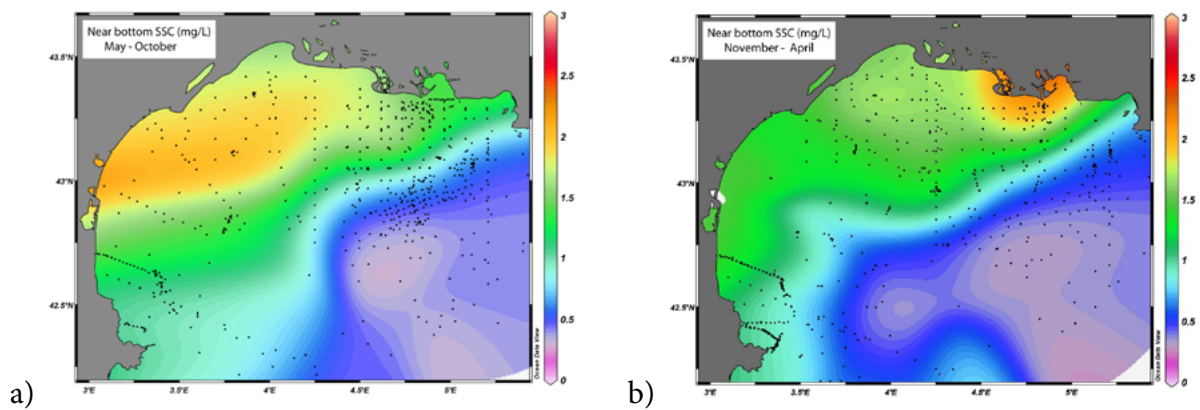 Near bottom SSC (mg/L)
May - October
43.5°N
43°N
42.5°N
3°E
3.5°E
4°E
4.5°E
5°E
3
2.5
2
1.5
1
0.5
0
Ocean Data View
a)
Near bottom SSC (mg/L)
November - April
43.5°N
43°N
42.5°N
3°E
3.5°E
4°E
4.5°E
5°E
3
2.5
2
1.5
1
0.5
0
Ocean Data View
b)